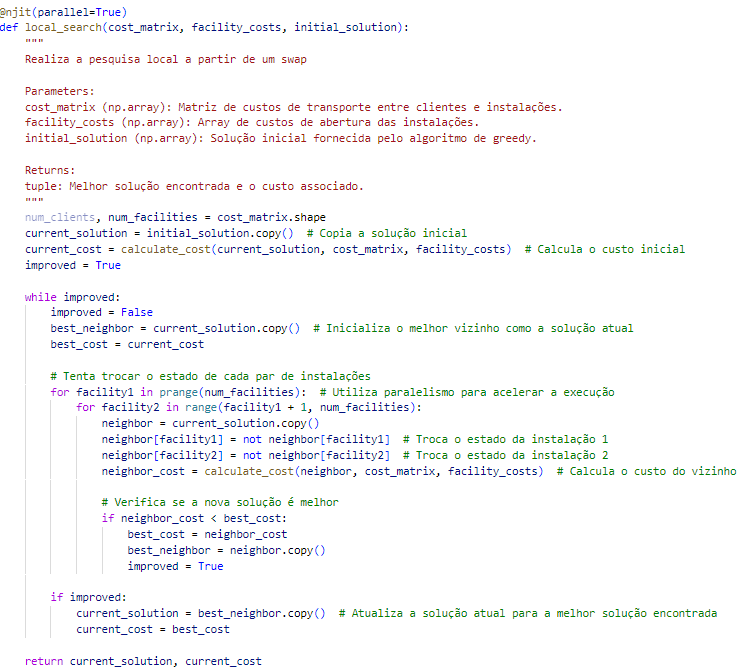 @njit(parallel=True)
def local_search(cost_matrix, facility_costs, initial_solution):
    """
    Realiza a pesquisa local a partir de um swap

    Parameters:
    cost_matrix (np.array): Matriz de custos de transporte entre clientes e instalações.
    facility_costs (np.array): Array de custos de abertura das instalações.
    initial_solution (np.array): Solução inicial fornecida pelo algoritmo de greedy.

    Returns:
    tuple: Melhor solução encontrada e o custo associado.
    """
    num_clients, num_facilities = cost_matrix.shape
    current_solution = initial_solution.copy()  # Copia a solução inicial
    current_cost = calculate_cost(current_solution, cost_matrix, facility_costs)  # Calcula o custo inicial
    improved = True

    while improved:
        improved = False
        best_neighbor = current_solution.copy()  # Inicializa o melhor vizinho como a solução atual
        best_cost = current_cost

        # Tenta trocar o estado de cada par de instalações
        for facility1 in prange(num_facilities):  # Utiliza paralelismo para acelerar a execução
            for facility2 in range(facility1 + 1, num_facilities):
                neighbor = current_solution.copy()
                neighbor[facility1] = not neighbor[facility1]  # Troca o estado da instalação 1
                neighbor[facility2] = not neighbor[facility2]  # Troca o estado da instalação 2
                neighbor_cost = calculate_cost(neighbor, cost_matrix, facility_costs)  # Calcula o custo do vizinho

                # Verifica se a nova solução é melhor
                if neighbor_cost < best_cost:
                    best_cost = neighbor_cost
                    best_neighbor = neighbor.copy()
                    improved = True

        if improved:
            current_solution = best_neighbor.copy()  # Atualiza a solução atual para a melhor solução encontrada
            current_cost = best_cost

    return current_solution, current_cost